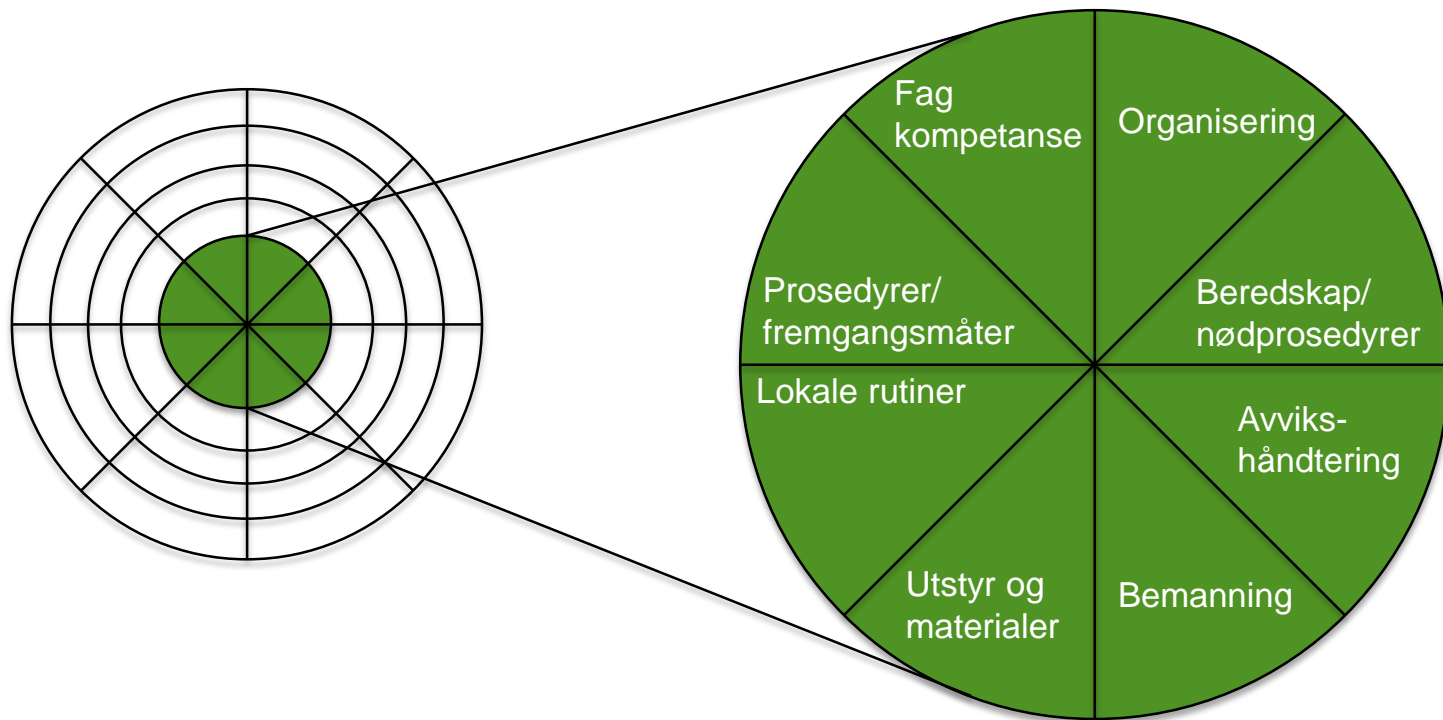 Fag
kompetanse
Organisering
Prosedyrer/
fremgangsmåter
Beredskap/
nødprosedyrer
Lokale rutiner
Avviks-
håndtering
Utstyr og
materialer
Bemanning